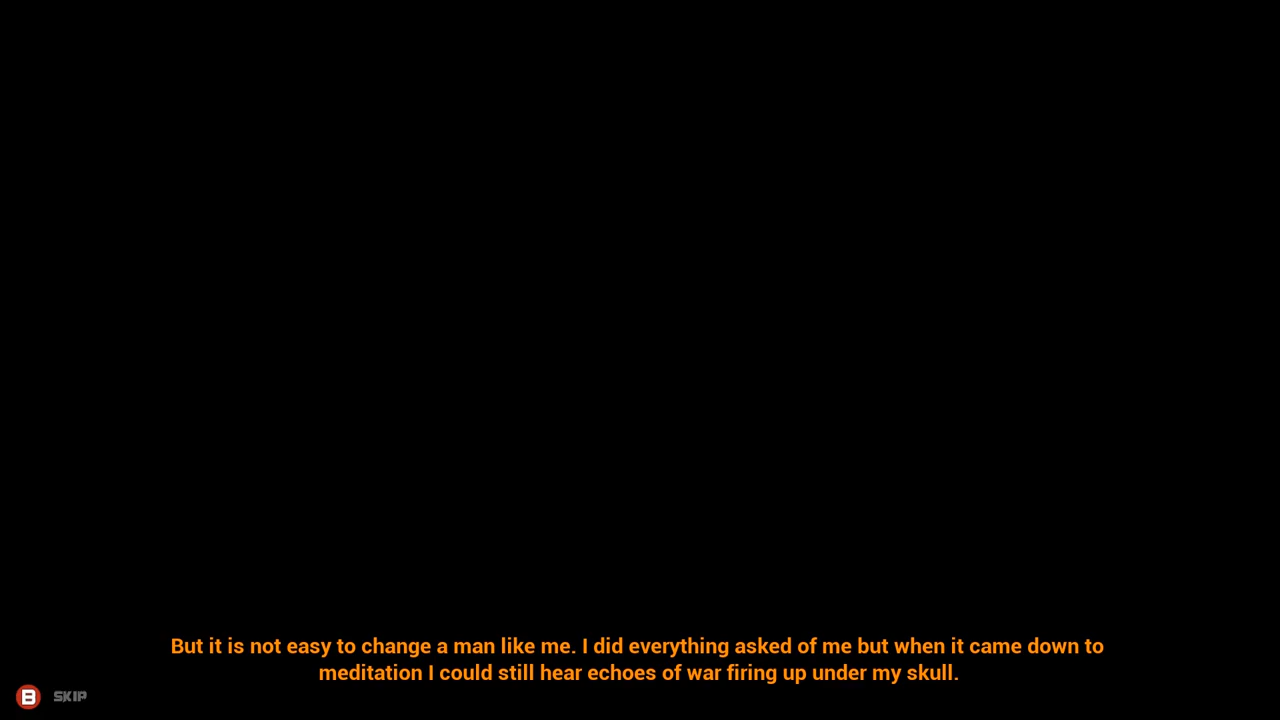 But it is not easy to change a man like me. I did everything asked of me but when it came down to
meditation I could still hear echoes of war firing up under my skull.
B SKIP